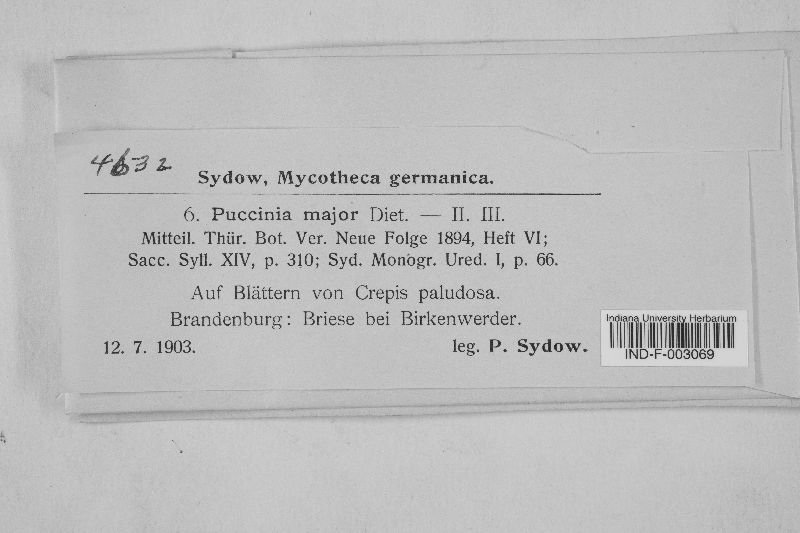 4632
Sydow, Mycotheca germanica.
6. Puccinia major Diet. — II. III.
Mitteil. Thür. Bot. Ver. Neue Folge 1894, Heft VI;
Sacc. Syll. XIV, p. 310; Syd. Monogr. Ured. I, p. 66.
Auf Blättern von Crepis paludosa.
Brandenburg: Briese bei Birkenwerder.
12. 7. 1903. leg. P. Sydow.
Indiana University Herbarium
IND-F-003069